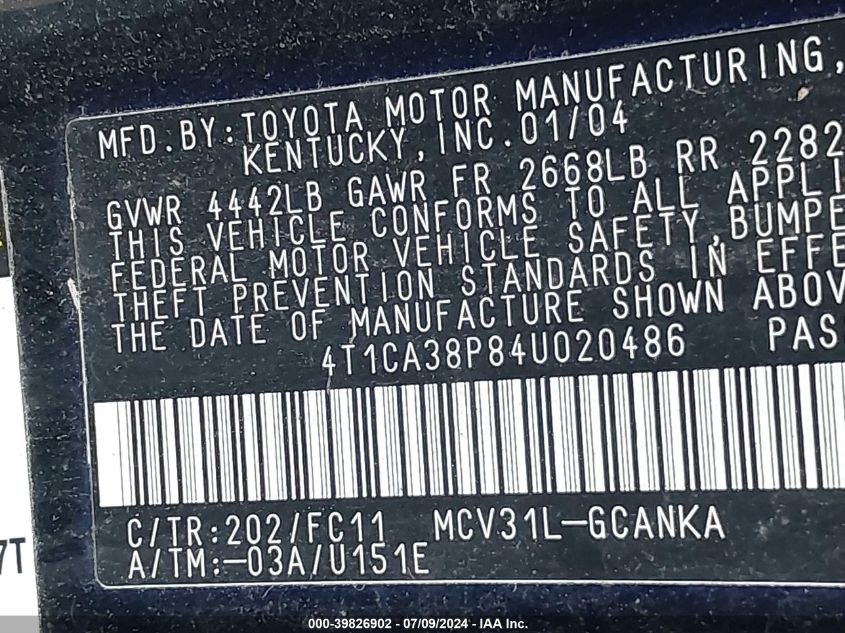 MFD.BY:TOYOTA MOTOR MANUFACTURING,
KENTUCKY,INC.01/04
GVWR 4442LB GAWR FR 2668LB RR 2282
THIS VEHICLE CONFORMS TO ALL APPLI
FEDERAL MOTOR VEHICLE SAFETY,BUMPE
THEFT PREVENTION STANDARDS IN EFFE
THE DATE OF MANUFACTURE SHOWN ABOV
4T1CA38P84U020486 PAS
C/TR:202/FC11 MCV31L-GCANKA
A/TM:-03A/U151E
7T
000-39826902 - 07/09/2024 - IAA Inc.